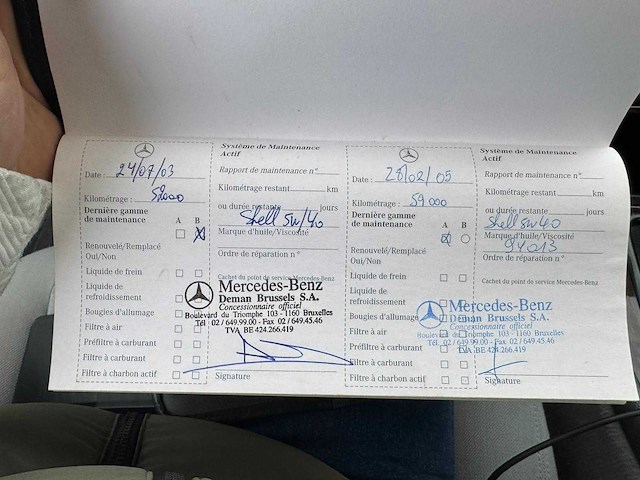 Date : 24/07/03
Kilométrage : 52000
Dernière gamme
de maintenance
A B
Renouvelé/Remplacé
Oui/Non
Liquide de frein
Liquide de
refroidissement
Bougies d'allumage
Filtre à air
Préfiltre à carburant
Filtre à carburant
Filtre à charbon actif
Système de Maintenance
Actif
Rapport de maintenance n°
Kilométrage restant km
ou durée restante jours
Shell 5w/40
Marque d'huile/Viscosité
Ordre de réparation n°
Cachet du point de service Mercedes-Benz
Mercedes-Benz
Deman Brussels S.A.
Concessionnaire officiel
Boulevard du Triomphe 103 - 1160 Bruxelles
Tél. 02 / 649.99.00 - Fax 02 / 649.45.46
TVA BE 424.266.419
Signature
Date : 28/02/05
Kilométrage : 59000
Dernière gamme
de maintenance
A B
Renouvelé/Remplacé
Oui/Non
Liquide de frein
Liquide de
refroidissement
Bougies d'allumage
Filtre à air
Préfiltre à carburant
Filtre à carburant
Filtre à charbon actif
Système de Maintenance
Actif
Rapport de maintenance n°
Kilométrage restant km
ou durée restante jours
Shell 5w40
Marque d'huile/Viscosité
94013
Ordre de réparation n°
Cachet du point de service Mercedes-Benz
Mercedes-Benz
Deman Brussels S.A.
Concessionnaire officiel
Boulevard du Triomphe 103 - 1160 Bruxelles
Tél. 02 / 649.99.00 - Fax 02 / 649.45.46
TVA BE 424.266.419
Signature